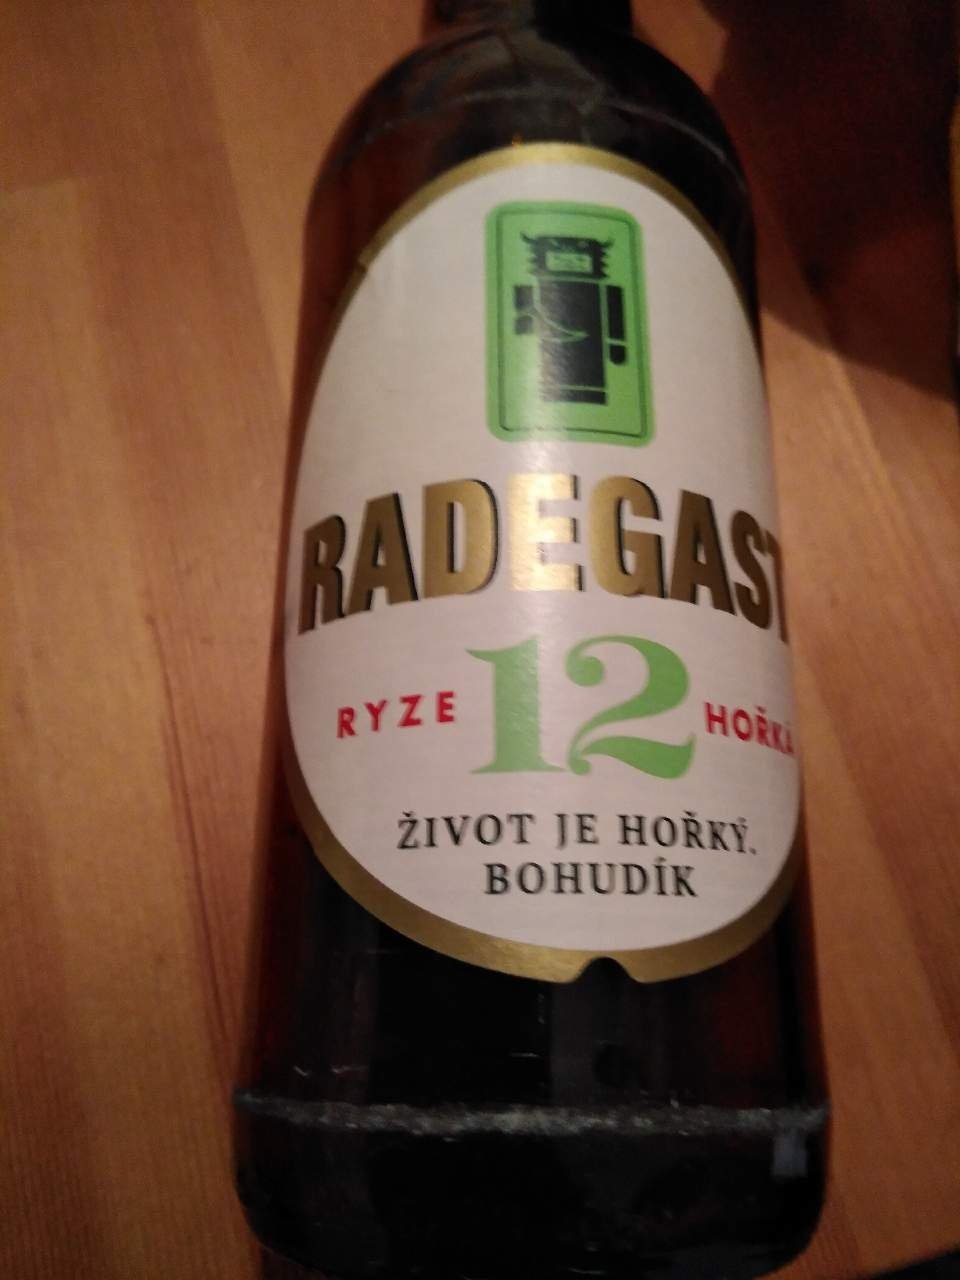 RADEGAST
RYZE 12 HOŘKÁ
ŽIVOT JE HOŘKÝ.
BOHUDÍK